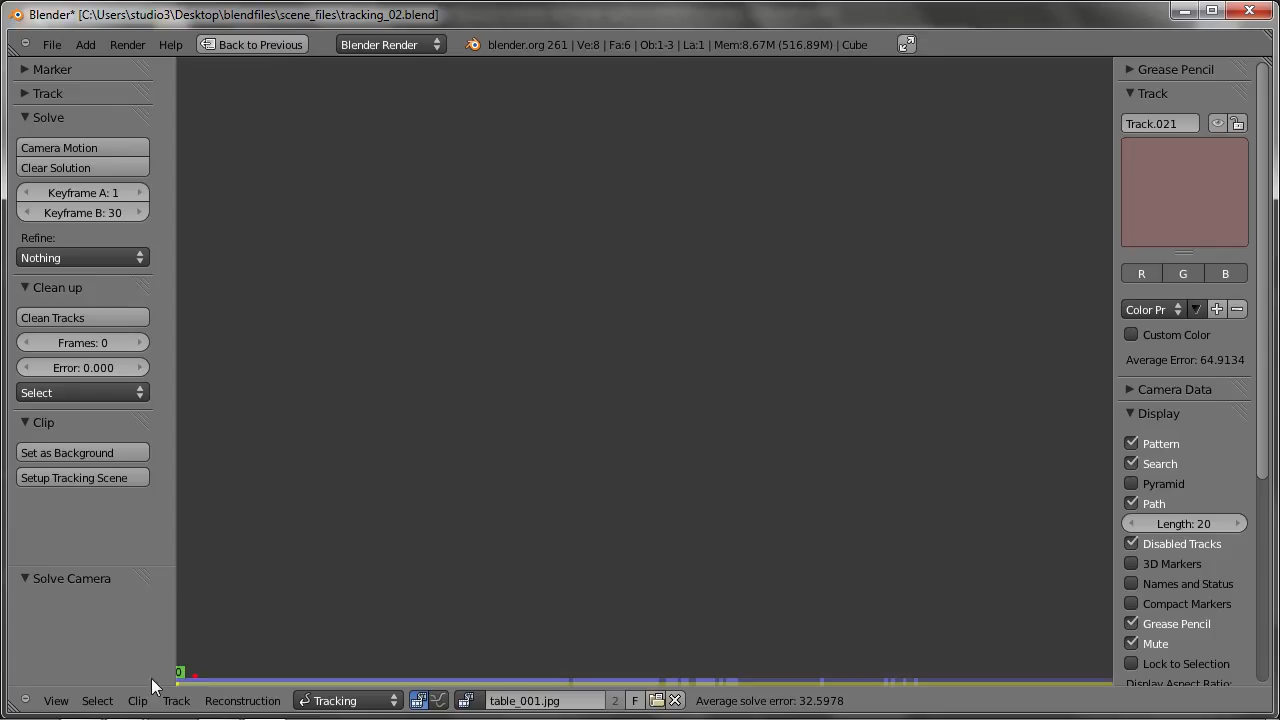 Blender* [C:\Users\studio3\Desktop\blendfiles\scene_files\tracking_02.blend]
File Add Render Help Back to Previous Blender Render blender.org 261 | Ve:8 | Fa:6 | Ob:1-3 | La:1 | Mem:8.67M (516.89M) | Cube
Marker
Track
Solve
Camera Motion
Clear Solution
Keyframe A: 1
Keyframe B: 30
Refine:
Nothing
Clean up
Clean Tracks
Frames: 0
Error: 0.000
Select
Clip
Set as Background
Setup Tracking Scene
Solve Camera
0
Grease Pencil
Track
Track.021
R G B
Color Pr
Custom Color
Average Error: 64.9134
Camera Data
Display
Pattern
Search
Pyramid
Path
Length: 20
Disabled Tracks
3D Markers
Names and Status
Compact Markers
Grease Pencil
Mute
Lock to Selection
Display Aspect Ratio:
View Select Clip Track Reconstruction Tracking table_001.jpg 2 F Average solve error: 32.5978